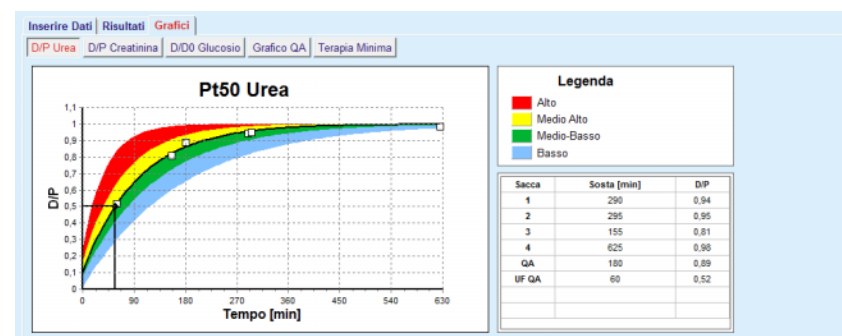 Inserire Dati Risultati Grafici
D/P Urea D/P Creatinina D/D0 Glucosio Grafico QA Terapia Minima
Pt50 Urea
1,1
1
0,9
0,8
0,7
0,6
0,5
0,4
0,3
0,2
0,1
0
D/P
0 90 180 270 360 450 540 630
Tempo [min]
Legenda
Alto
Medio Alto
Medio-Basso
Basso
Sacca Sosta [min] D/P
1 290 0,94
2 295 0,95
3 155 0,81
4 625 0,98
QA 180 0,89
UF QA 60 0,52